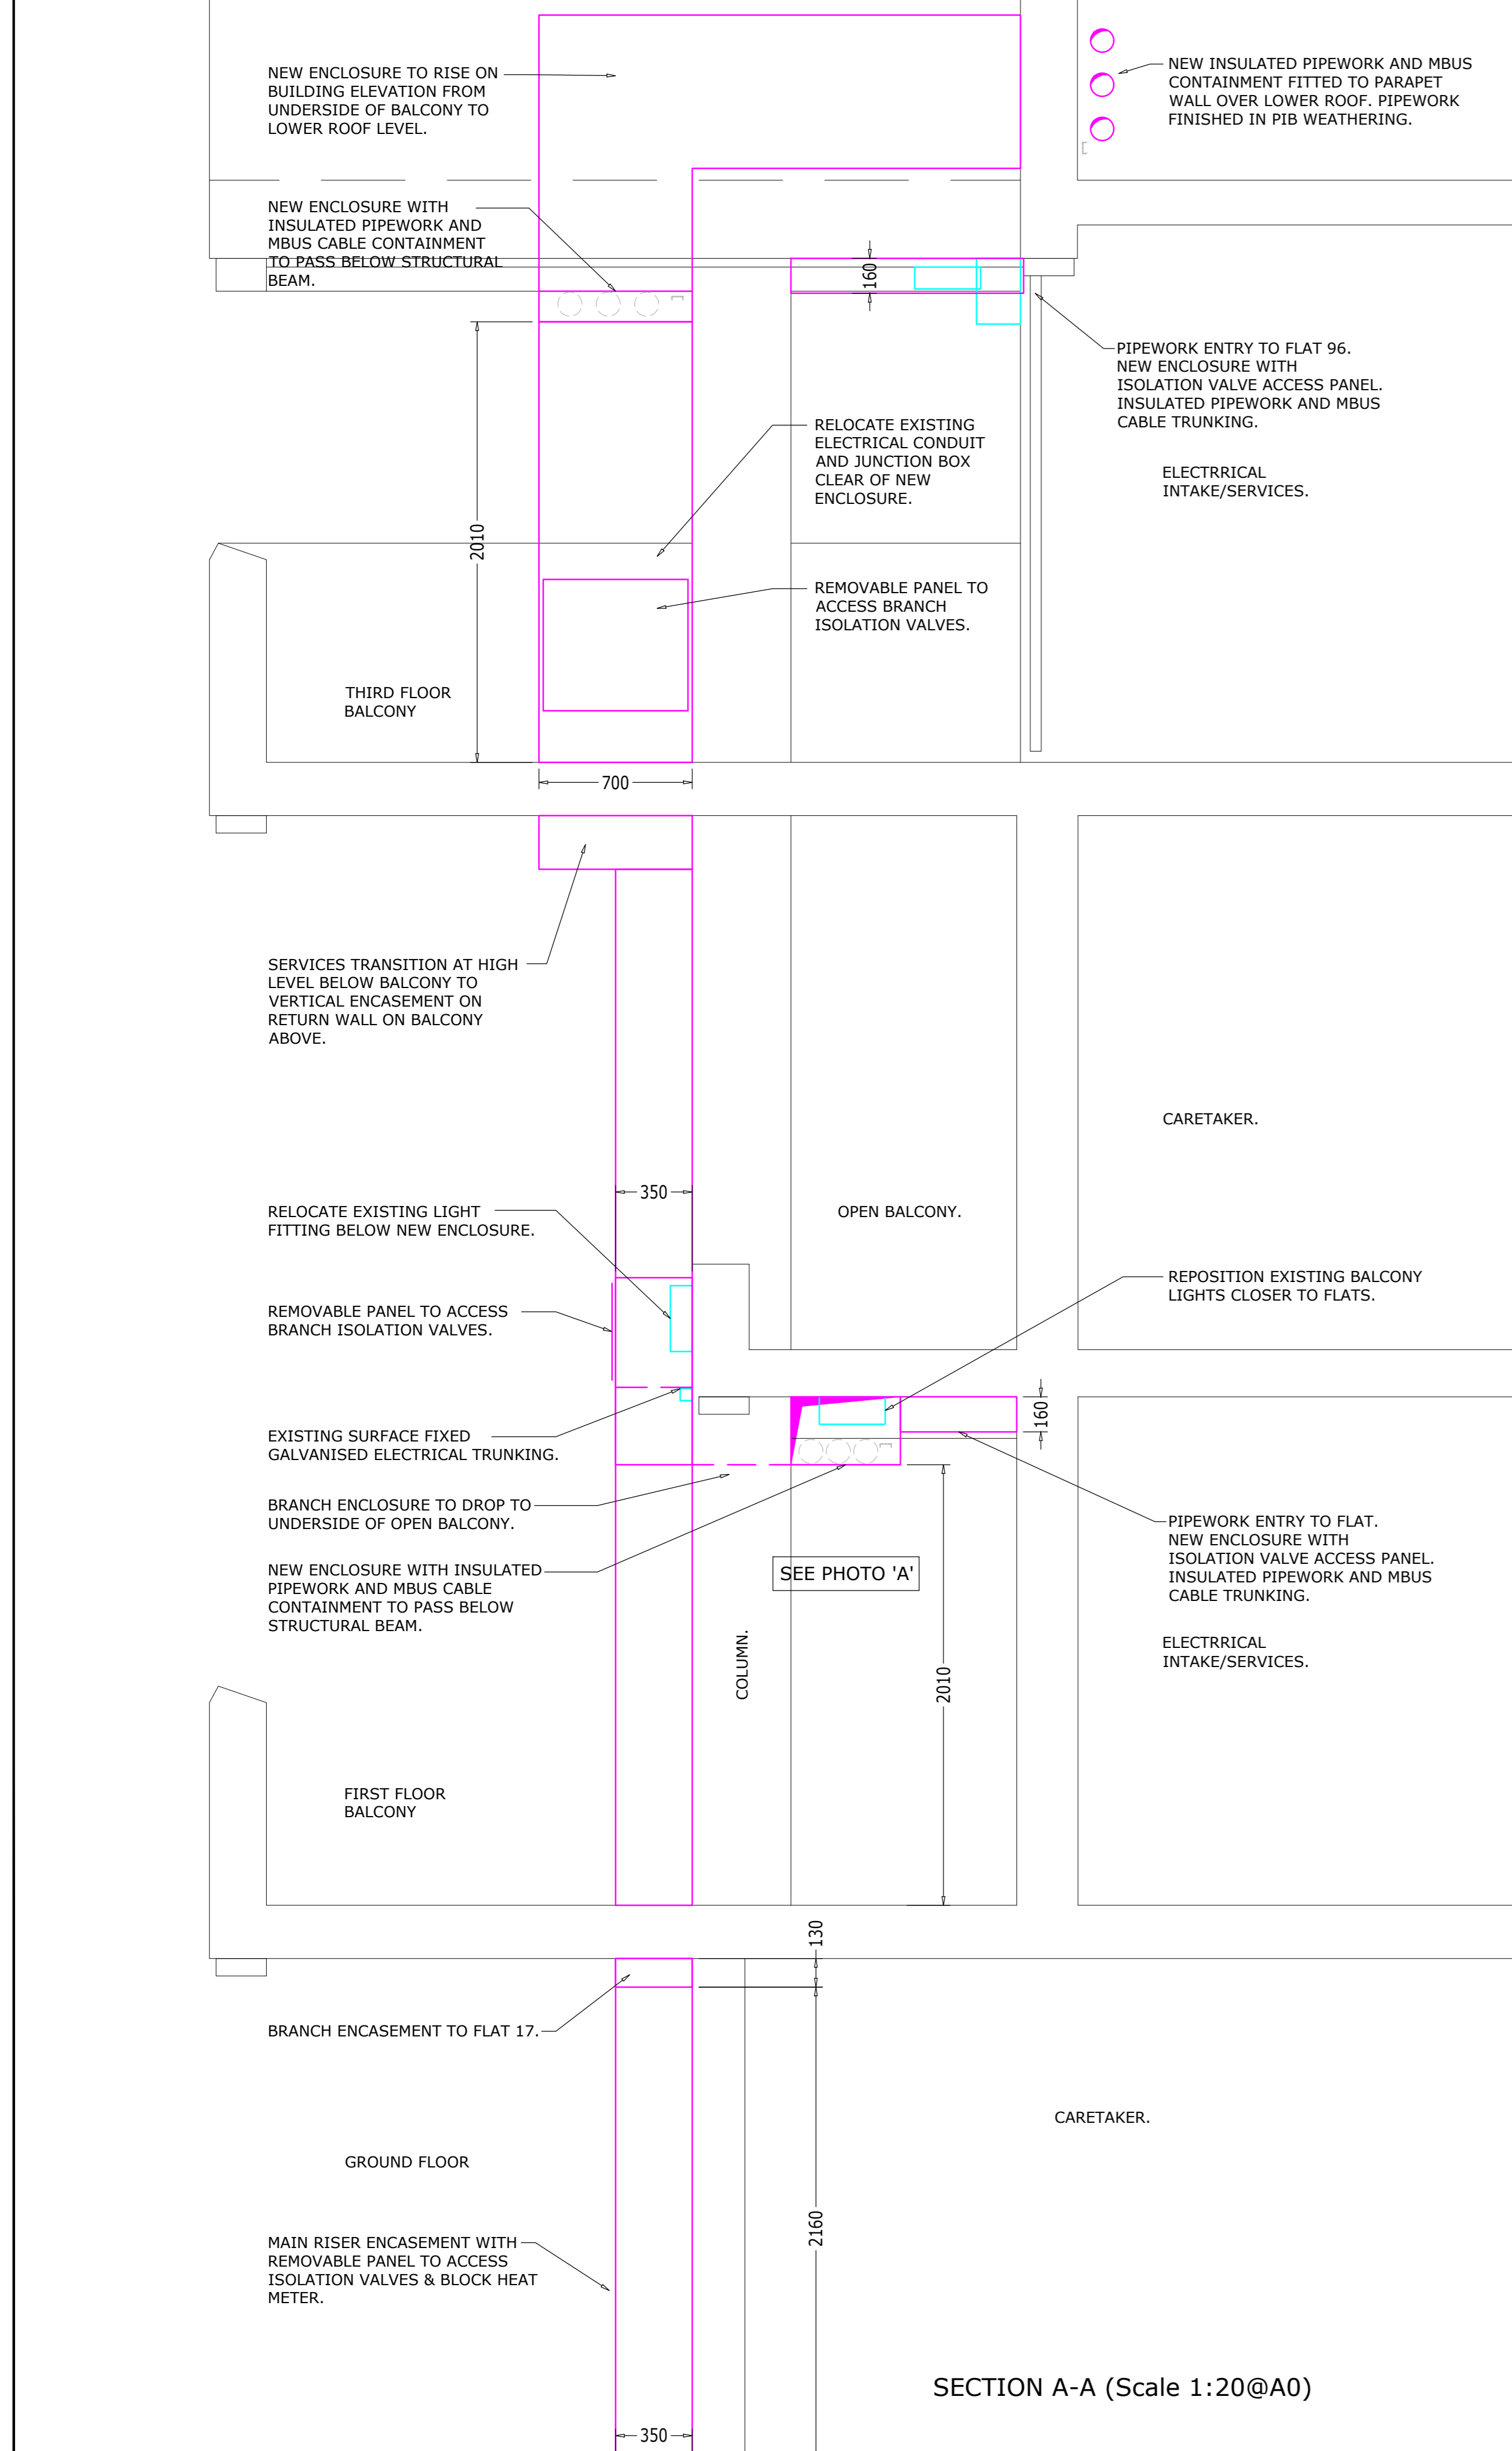 NEW ENCLOSURE TO RISE ON
BUILDING ELEVATION FROM
UNDERSIDE OF BALCONY TO
LOWER ROOF LEVEL.
NEW INSULATED PIPEWORK AND MBUS
CONTAINMENT FITTED TO PARAPET
WALL OVER LOWER ROOF. PIPEWORK
FINISHED IN PIB WEATHERING.
NEW ENCLOSURE WITH
INSULATED PIPEWORK AND
MBUS CABLE CONTAINMENT
TO PASS BELOW STRUCTURAL
BEAM.
160
PIPEWORK ENTRY TO FLAT 96.
NEW ENCLOSURE WITH
ISOLATION VALVE ACCESS PANEL.
INSULATED PIPEWORK AND MBUS
CABLE TRUNKING.
RELOCATE EXISTING
ELECTRICAL CONDUIT
AND JUNCTION BOX
CLEAR OF NEW
ENCLOSURE.
ELECTRRICAL
INTAKE/SERVICES.
2010
REMOVABLE PANEL TO
ACCESS BRANCH
ISOLATION VALVES.
THIRD FLOOR
BALCONY
700
SERVICES TRANSITION AT HIGH
LEVEL BELOW BALCONY TO
VERTICAL ENCASEMENT ON
RETURN WALL ON BALCONY
ABOVE.
CARETAKER.
350
RELOCATE EXISTING LIGHT
FITTING BELOW NEW ENCLOSURE.
OPEN BALCONY.
REPOSITION EXISTING BALCONY
LIGHTS CLOSER TO FLATS.
REMOVABLE PANEL TO ACCESS
BRANCH ISOLATION VALVES.
160
EXISTING SURFACE FIXED
GALVANISED ELECTRICAL TRUNKING.
BRANCH ENCLOSURE TO DROP TO
UNDERSIDE OF OPEN BALCONY.
PIPEWORK ENTRY TO FLAT.
NEW ENCLOSURE WITH
ISOLATION VALVE ACCESS PANEL.
INSULATED PIPEWORK AND MBUS
CABLE TRUNKING.
NEW ENCLOSURE WITH INSULATED
PIPEWORK AND MBUS CABLE
CONTAINMENT TO PASS BELOW
STRUCTURAL BEAM.
SEE PHOTO 'A'
COLUMN.
2010
ELECTRRICAL
INTAKE/SERVICES.
FIRST FLOOR
BALCONY
130
BRANCH ENCASEMENT TO FLAT 17.
CARETAKER.
GROUND FLOOR
2160
MAIN RISER ENCASEMENT WITH
REMOVABLE PANEL TO ACCESS
ISOLATION VALVES & BLOCK HEAT
METER.
SECTION A-A (Scale 1:20@A0)
350